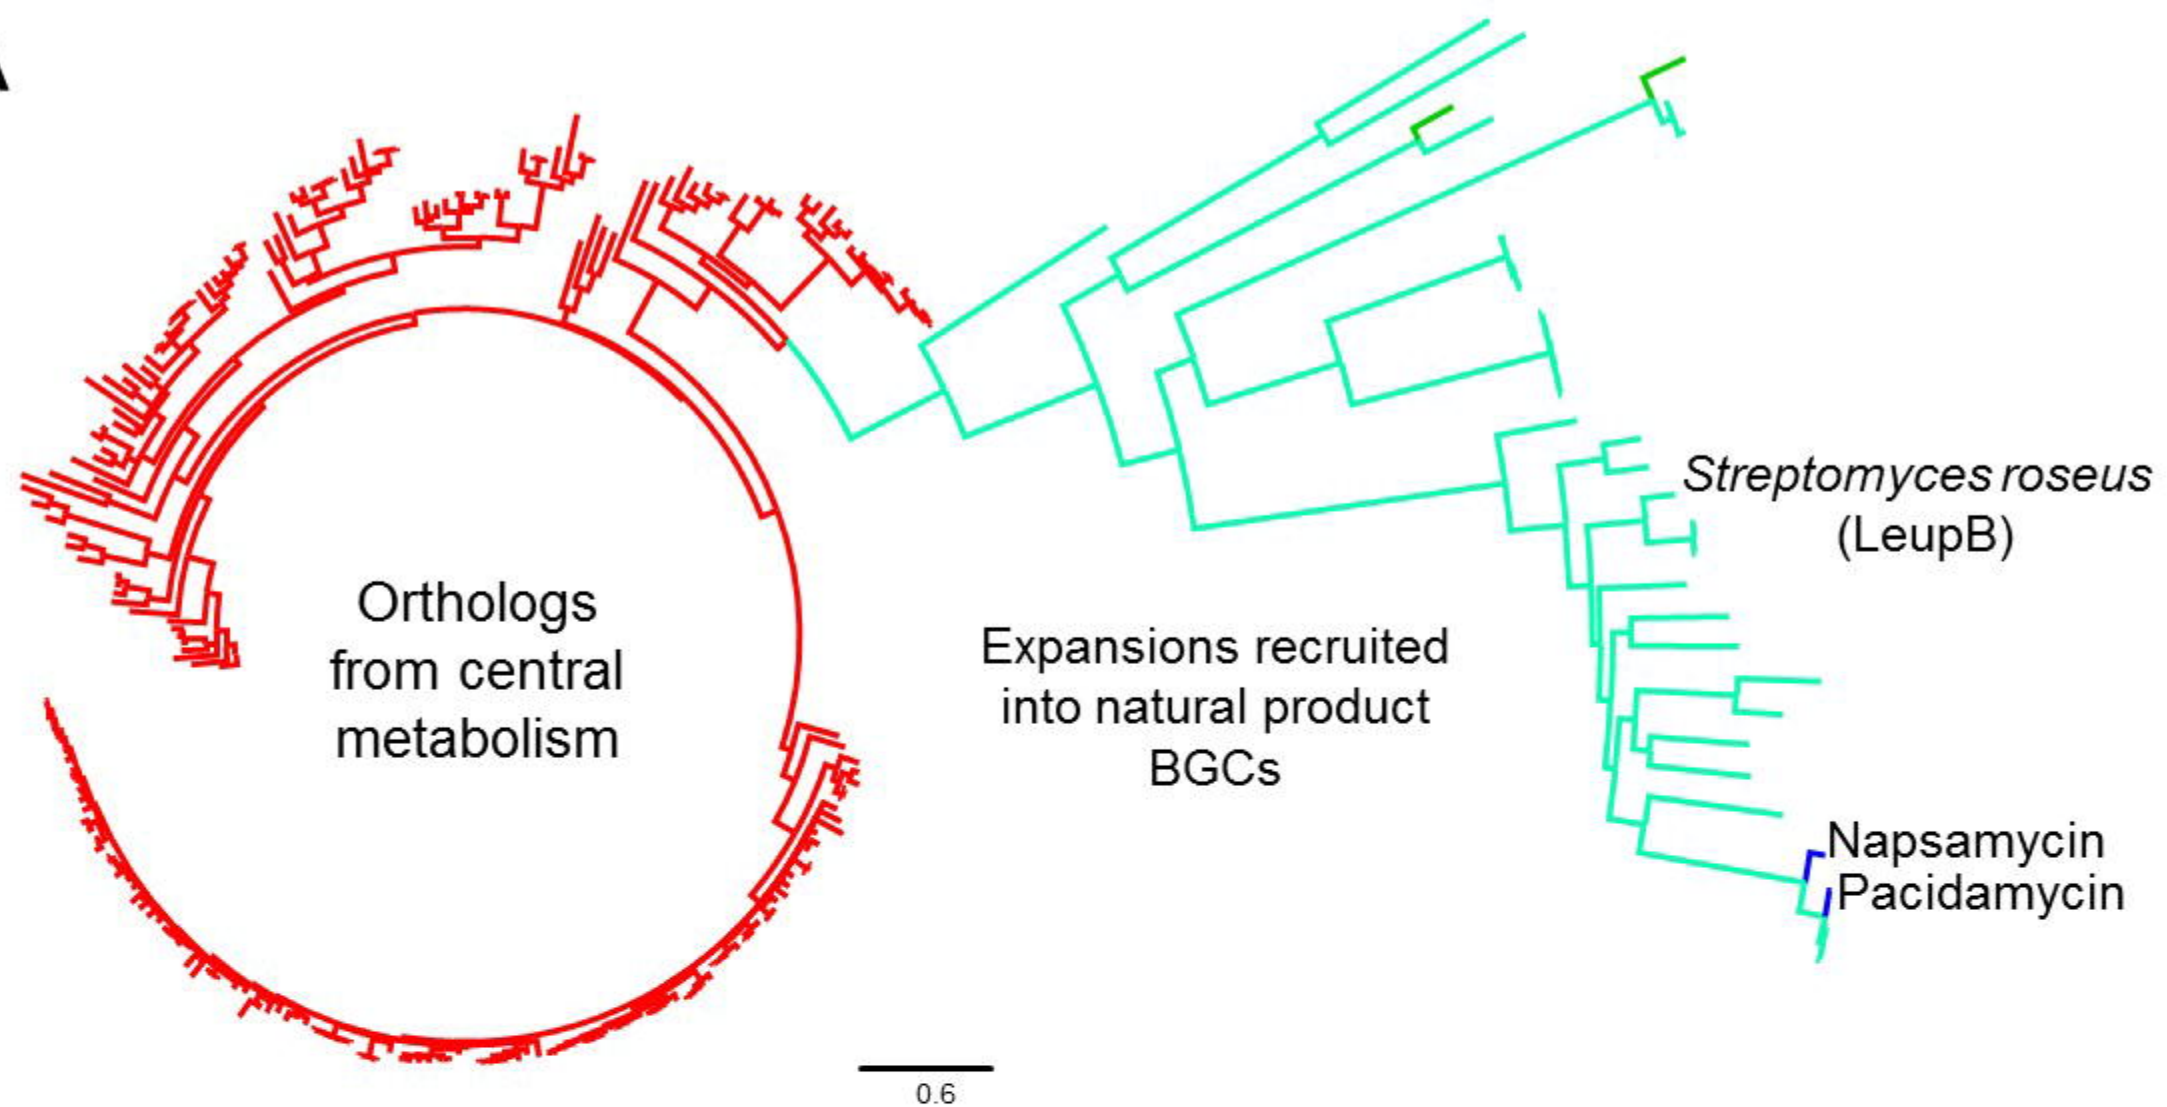 Streptomyces roseus
(LeupB)
Orthologs
from central
metabolism
Expansions recruited
into natural product
BGCs
Napsamycin
Pacidamycin
0.6